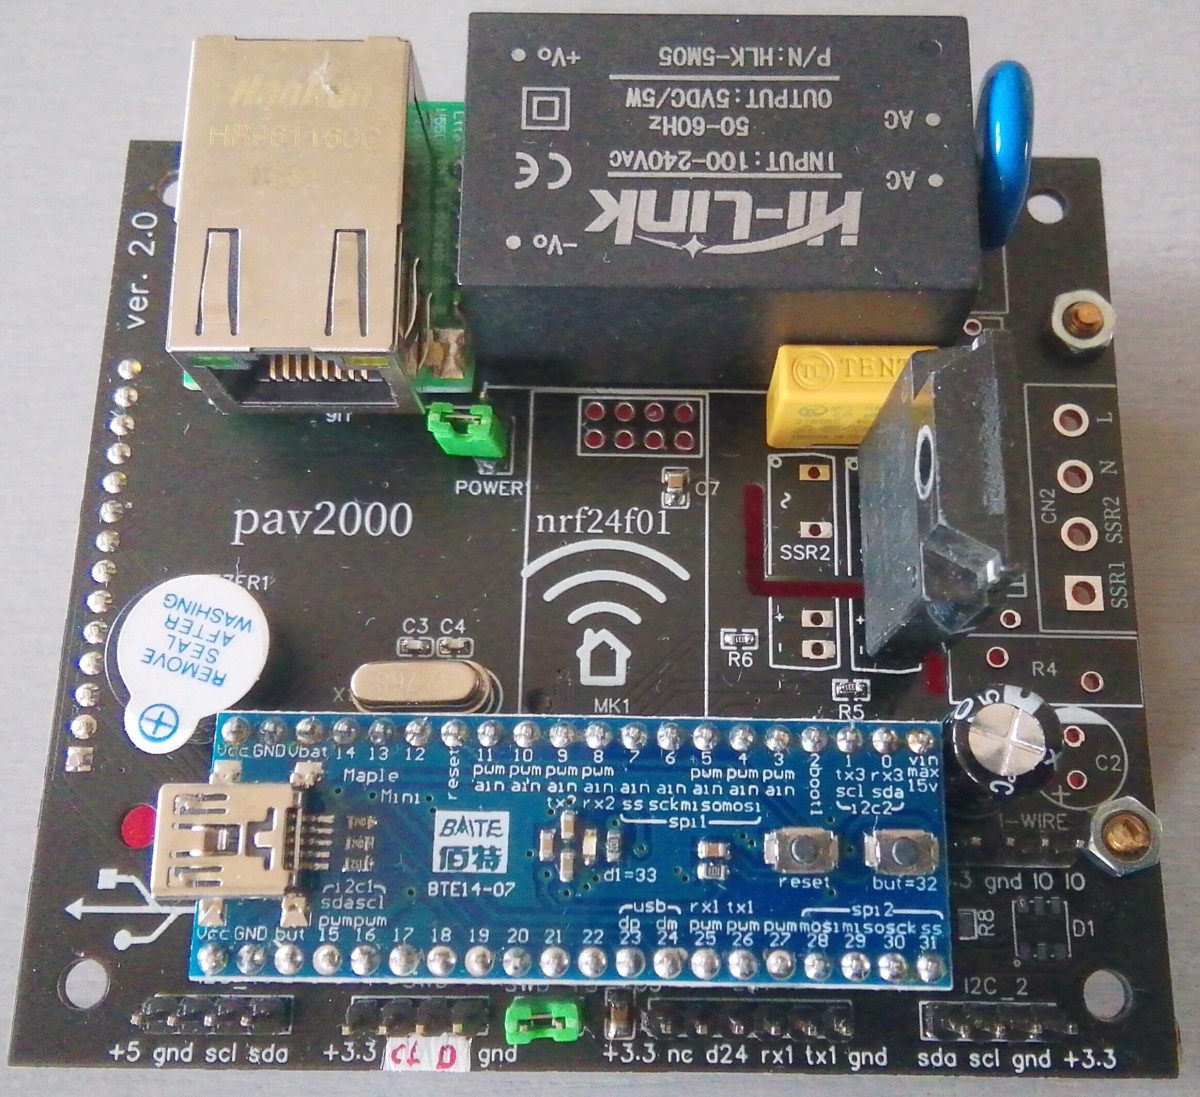 HR961160C
+Vo
P/N:HLK-5M05
OUTPUT:5VDC/5W
50-60Hz
INPUT:100-240VAC
AC
AC
CE
-Vo
Hi-Link
ver. 2.0
TENT
POWER
C7
pav2000
nrf24f01
SSR2
L
N
SSR2
SSR1
CN2
C3
C4
R6
R5
R4
MK1
REMOVE
SEAL
AFTER
WASHING
C2
Vcc GND Vbat 14 13 12 reset 11 10 9 8 7 6 5 4 3 2 1 0 vin
pwm pwm pwm pwm pwm pwm pwm tx3 rx3 max
ain ain ain ain ss sck miso mosi ain scl sda 15v
tx2 rx2
spi1
boot1
i2c2
Maple
Mini
BAITE
佰特
BTE14-07
d1=33
reset
but=32
i2c1
sda scl
pwm pwm
usb rx1 tx1 spi2
dp dm pwm pwm pwm mosi miso sck ss
Vcc GND but 15 16 17 18 19 20 21 22 23 24 25 26 27 28 29 30 31
1-WIRE
gnd IO IO
R8
D1
I2C_2
+5 gnd scl sda
+3.3 CL D gnd
+3.3 nc d24 rx1 tx1 gnd
sda scl gnd +3.3